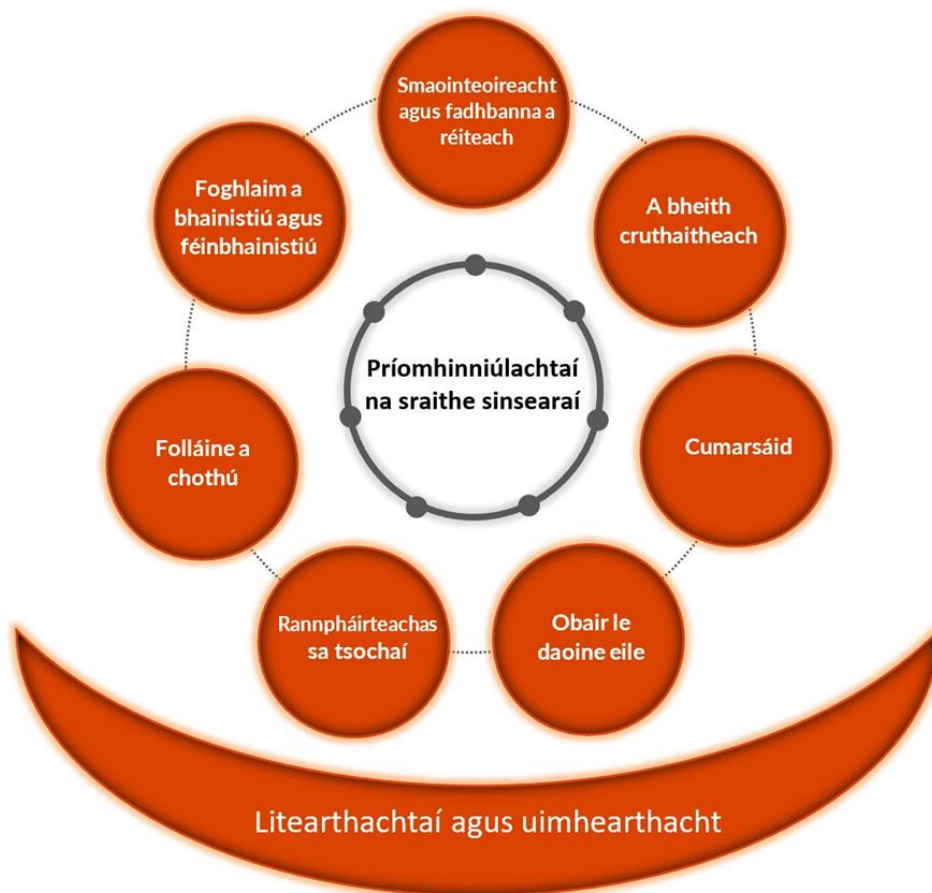 Smaointeoireacht
agus fadhbanna a
réiteach
A bheith
cruthaitheach
Cumarsáid
Obair le
daoine eile
Rannpháirteachas
sa tsochaí
Folláine a
chothú
Foghlaim a
bhainistiú agus
féinbhainistiú
Príomhinniúlachtaí
na sraithe sinsearaí
Litearthachtaí agus uimhearthacht